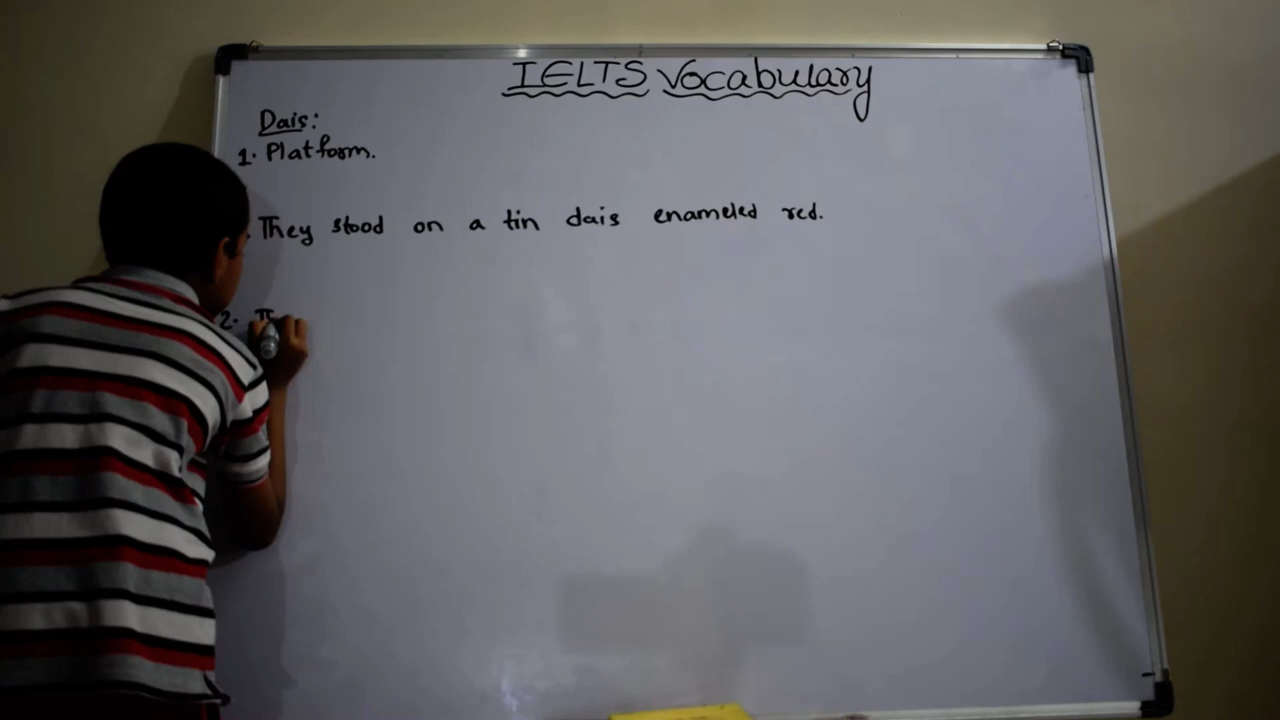 IELTS Vocabulary
Dais:
1. Platform.
They stood on a tin dais enameled red.
2.